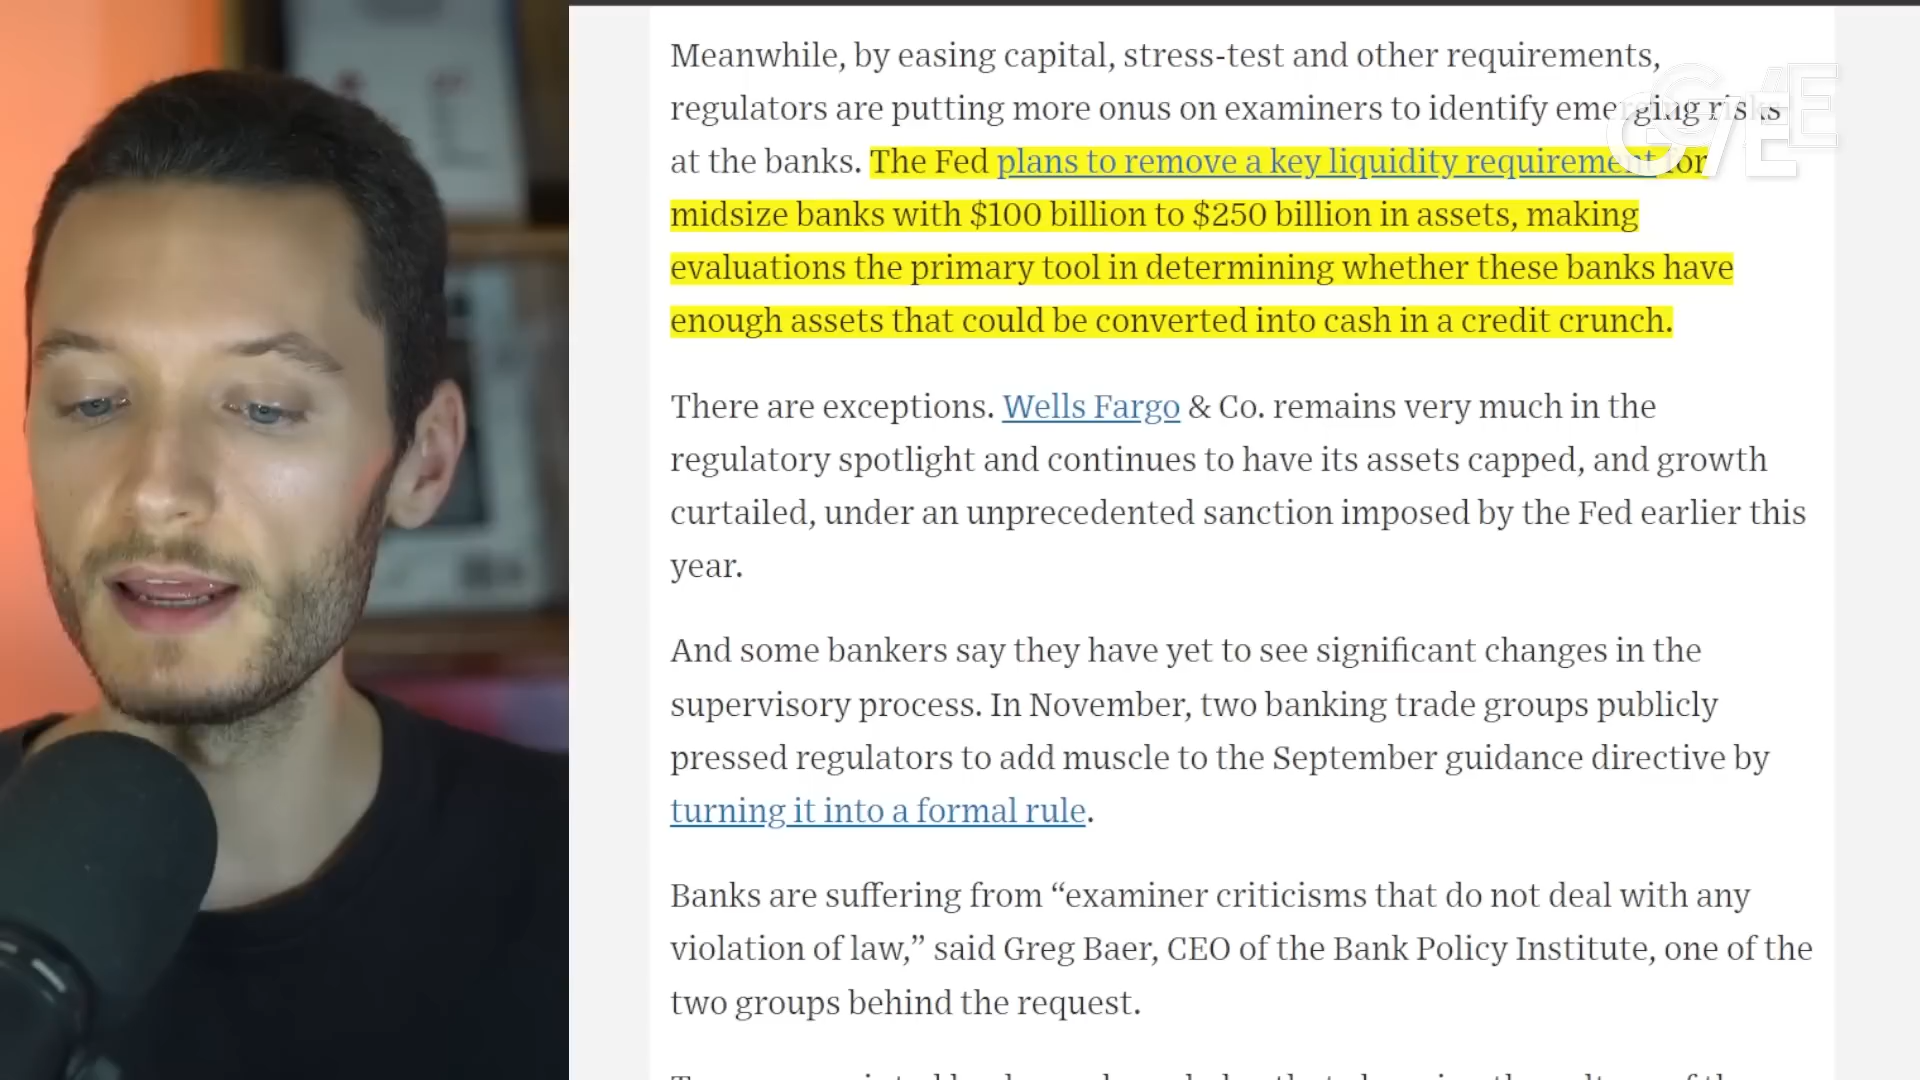 Meanwhile, by easing capital, stress-test and other requirements,
regulators are putting more onus on examiners to identify emerging risks
at the banks. The Fed plans to remove a key liquidity requirement for
midsize banks with $100 billion to $250 billion in assets, making
evaluations the primary tool in determining whether these banks have
enough assets that could be converted into cash in a credit crunch.
There are exceptions. Wells Fargo & Co. remains very much in the
regulatory spotlight and continues to have its assets capped, and growth
curtailed, under an unprecedented sanction imposed by the Fed earlier this
year.
And some bankers say they have yet to see significant changes in the
supervisory process. In November, two banking trade groups publicly
pressed regulators to add muscle to the September guidance directive by
turning it into a formal rule.
Banks are suffering from “examiner criticisms that do not deal with any
violation of law,” said Greg Baer, CEO of the Bank Policy Institute, one of the
two groups behind the request.